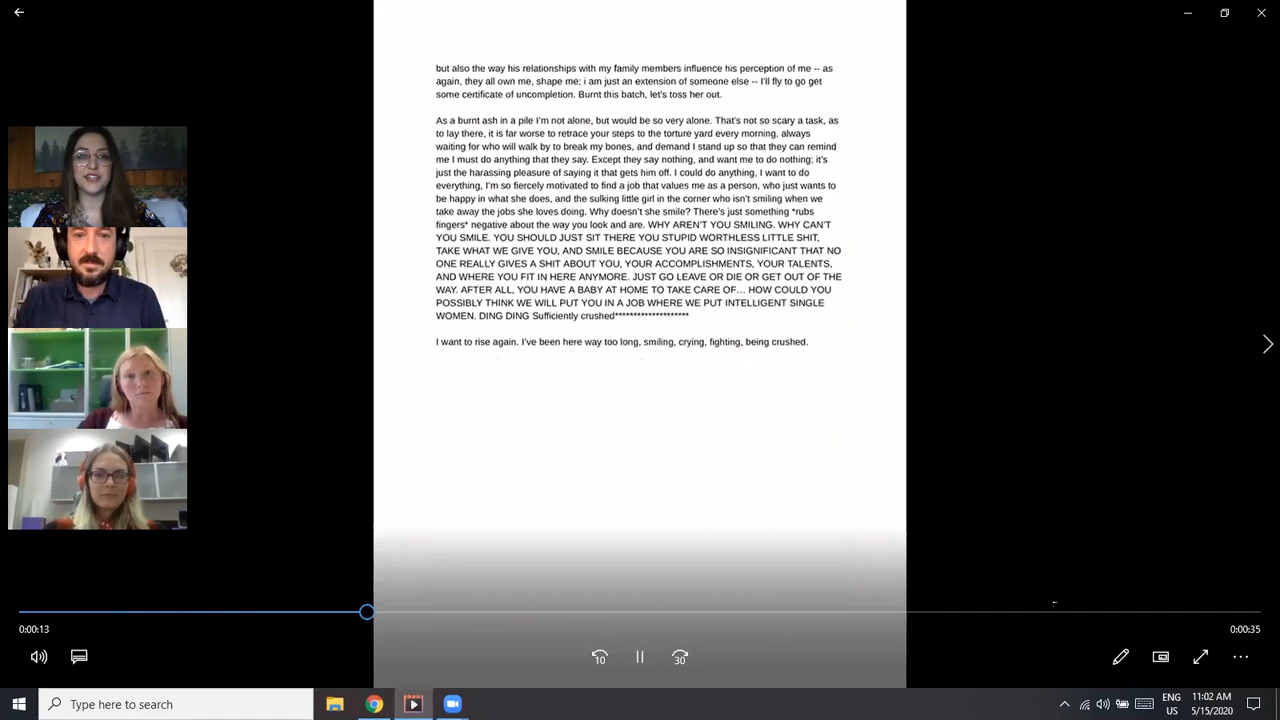 but also the way his relationships with my family members influence his perception of me -- as
again, they all own me, shape me; i am just an extension of someone else -- I'll fly to go get
some certificate of uncompletion. Burnt this batch, let's toss her out.
As a burnt ash in a pile I'm not alone, but would be so very alone. That's not so scary a task, as
to lay there, it is far worse to retrace your steps to the torture yard every morning, always
waiting for who will walk by to break my bones, and demand I stand up so that they can remind
me I must do anything that they say. Except they say nothing, and want me to do nothing; it's
just the harassing pleasure of saying it that gets him off. I could do anything, I want to do
everything, I'm so fiercely motivated to find a job that values me as a person, who just wants to
be happy in what she does, and the sulking little girl in the corner who isn't smiling when we
take away the jobs she loves doing. Why doesn't she smile? There's just something *rubs
fingers* negative about the way you look and are. WHY AREN'T YOU SMILING. WHY CAN'T
YOU SMILE. YOU SHOULD JUST SIT THERE YOU STUPID WORTHLESS LITTLE SHIT,
TAKE WHAT WE GIVE YOU, AND SMILE BECAUSE YOU ARE SO INSIGNIFICANT THAT NO
ONE REALLY GIVES A SHIT ABOUT YOU, YOUR ACCOMPLISHMENTS, YOUR TALENTS,
AND WHERE YOU FIT IN HERE ANYMORE. JUST GO LEAVE OR DIE OR GET OUT OF THE
WAY. AFTER ALL, YOU HAVE A BABY AT HOME TO TAKE CARE OF... HOW COULD YOU
POSSIBLY THINK WE WILL PUT YOU IN A JOB WHERE WE PUT INTELLIGENT SINGLE
WOMEN. DING DING Sufficiently crushed*******************
I want to rise again. I've been here way too long, smiling, crying, fighting, being crushed.
0:00:13
0:00:35
10
30
Type here to search
ENG
US
11:02 AM
5/15/2020